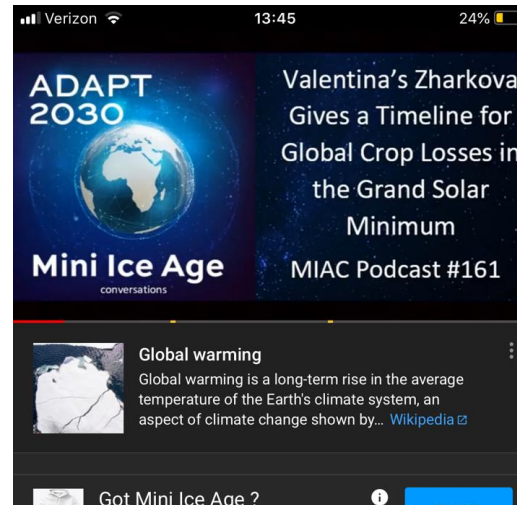 Verizon 13:45 24%
ADAPT
2030
Mini Ice Age
conversations
Valentina's Zharkova
Gives a Timeline for
Global Crop Losses in
the Grand Solar
Minimum
MIAC Podcast #161
Global warming
Global warming is a long-term rise in the average
temperature of the Earth's climate system, an
aspect of climate change shown by... Wikipedia
Got Mini Ice Age ?